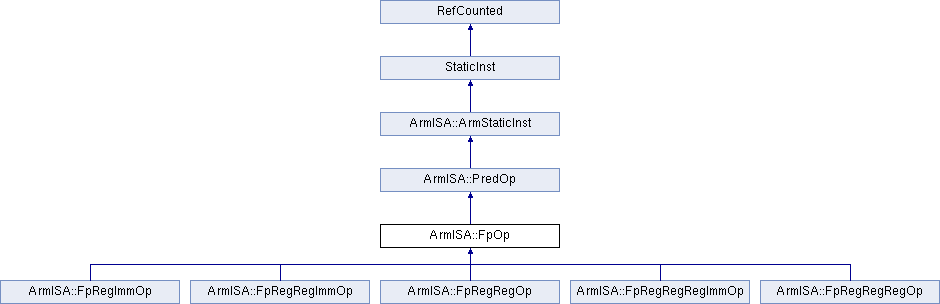 RefCounted
StaticInst
ArmISA::ArmStaticInst
ArmISA::PredOp
ArmISA::FpOp
ArmISA::FpRegImmOp
ArmISA::FpRegRegImmOp
ArmISA::FpRegRegOp
ArmISA::FpRegRegRegImmOp
ArmISA::FpRegRegRegOp